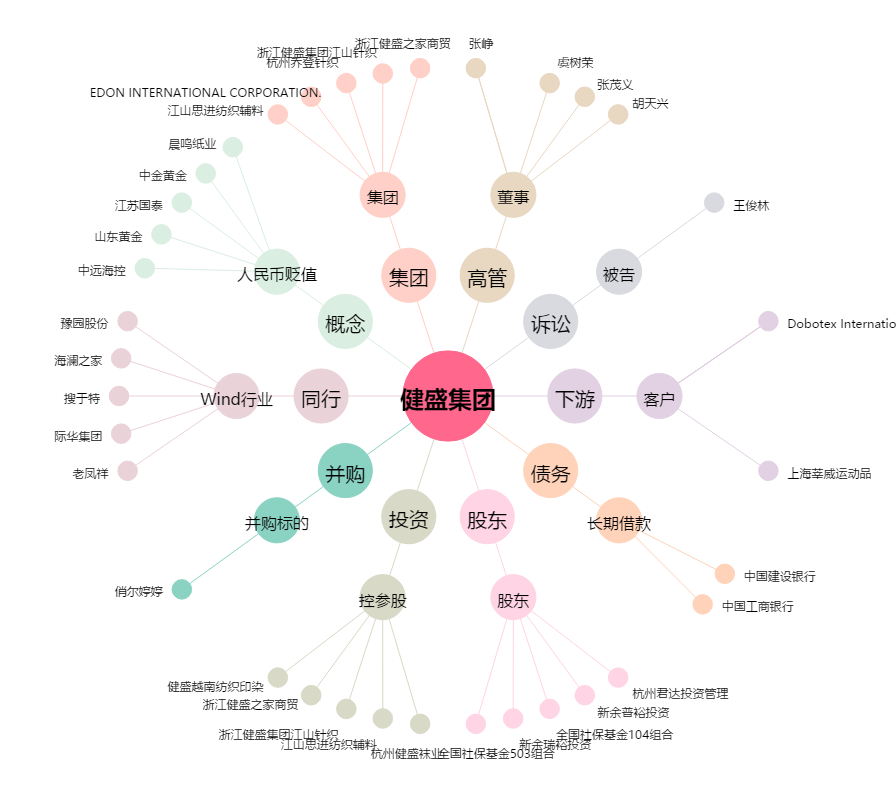 浙江健盛之家商贸
张峥
浙江健盛集团江山针织
杭州乔登针织
虞树荣
张茂义
EDON INTERNATIONAL CORPORATION.
胡天兴
江山思进纺织辅料
晨鸣纸业
中金黄金
集团
董事
江苏国泰
王俊林
山东黄金
中远海控
人民币贬值
集团
高管
被告
豫园股份
概念
诉讼
Dobotex Internatio
海澜之家
搜于特
Wind行业
同行
健盛集团
下游
客户
际华集团
老凤祥
并购
债务
上海莘威运动品
并购标的
投资
股东
长期借款
俏尔婷婷
中国建设银行
控参股
股东
中国工商银行
健盛越南纺织印染
杭州君达投资管理
浙江健盛之家商贸
新余普裕投资
浙江健盛集团江山针织
全国社保基金104组合
江山思进纺织辅料
新余瑞裕投资
杭州健盛袜业
全国社保基金503组合